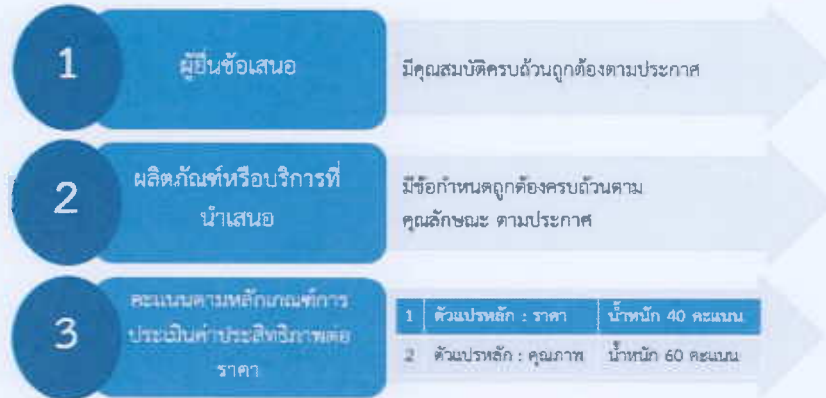 1
ผู้ยื่นข้อเสนอ
มีคุณสมบัติครบถ้วนถูกต้องตามประกาศ
2
ผลิตภัณฑ์หรือบริการที่
นำเสนอ
มีข้อกำหนดถูกต้องครบถ้วนตาม
คุณลักษณะ ตามประกาศ
3
คะแนนตามหลักเกณฑ์การ
ประเมินค่าประสิทธิภาพต่อ
ราคา
1 ตัวแปรหลัก : ราคา น้ำหนัก 40 คะแนน
2 ตัวแปรหลัก : คุณภาพ น้ำหนัก 60 คะแนน